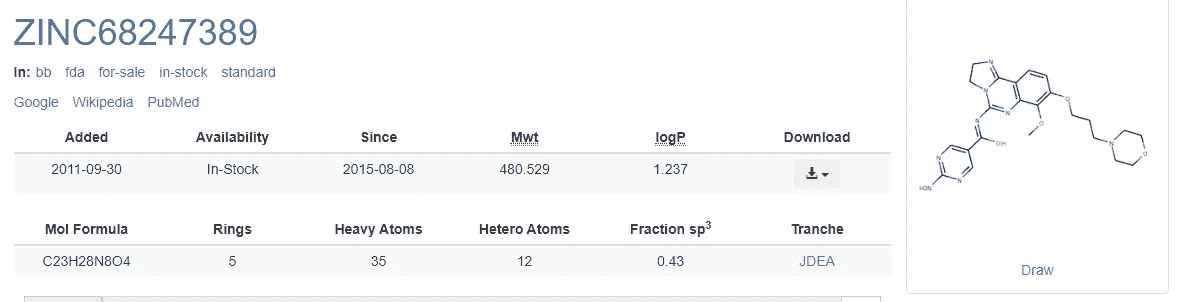 ZINC68247389
In: bb fda for-sale in-stock standard
Google Wikipedia PubMed
Added Availability Since Mwt logP Download
2011-09-30 In-Stock 2015-08-08 480.529 1.237
Mol Formula Rings Heavy Atoms Hetero Atoms Fraction sp³ Tranche
C23H28N8O4 5 35 12 0.43 JDEA
N
N
N
N
O
O
OH
N
N
N
O
H2N
Draw